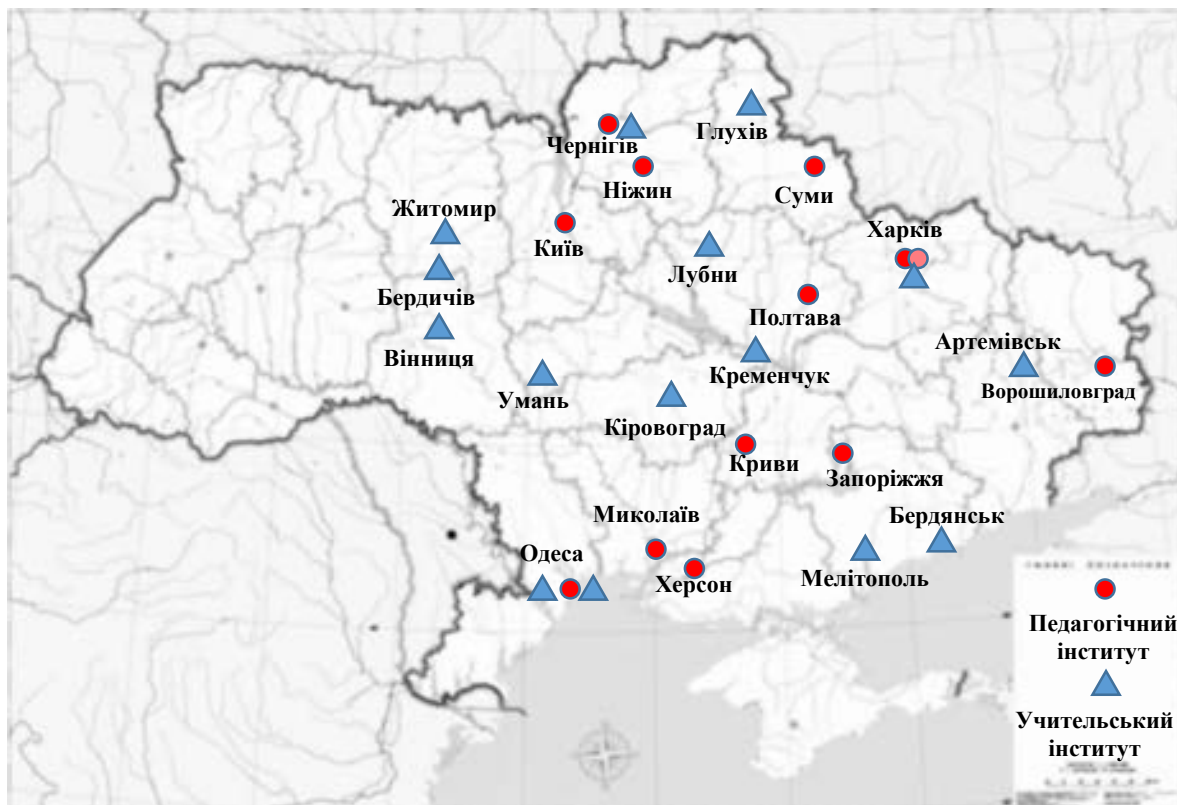 Глухів
Чернігів
Ніжин
Суми
Житомир
Київ
Харків
Лубни
Бердичів
Полтава
Вінниця
Артемівськ
Кременчук
Ворошиловград
Умань
Кіровоград
Криви
Запоріжжя
Миколаїв
Бердянськ
Одеса
Херсон
Мелітополь
Педагогічний
інститут
Учительський
інститут